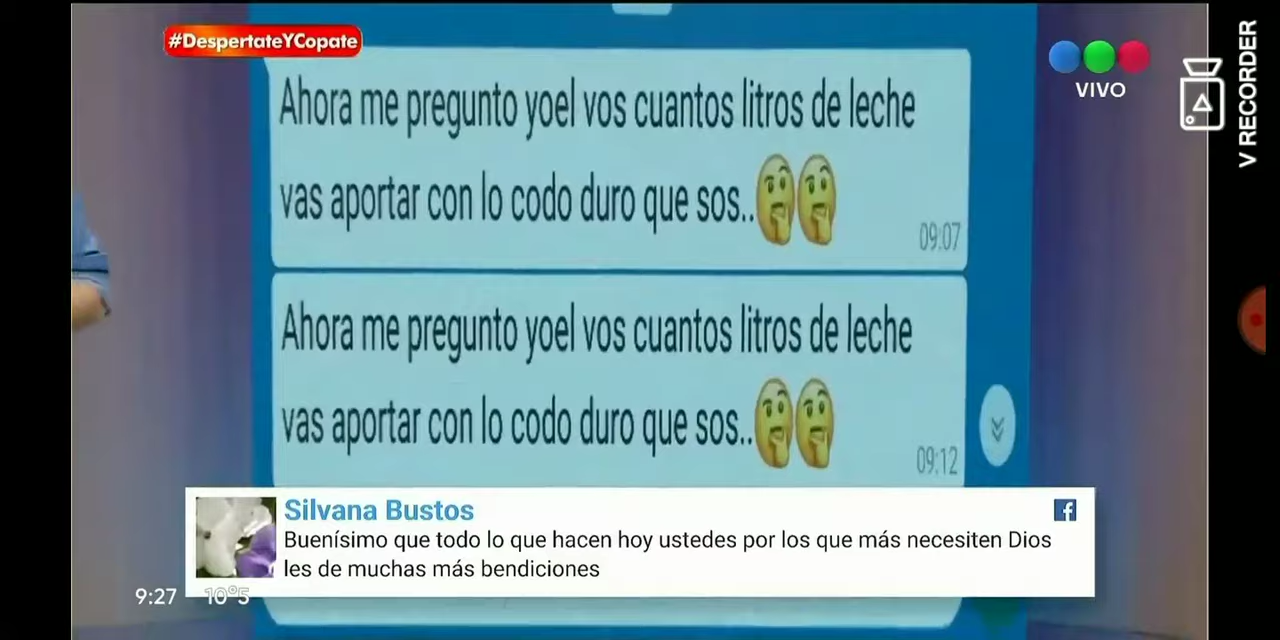 #DespertateYCopate
VIVO
V RECORDER
Ahora me pregunto yoel vos cuantos litros de leche
vas aportar con lo codo duro que sos..🤔🤔
09:07
Ahora me pregunto yoel vos cuantos litros de leche
vas aportar con lo codo duro que sos..🤔🤔
09:12
Silvana Bustos
Buenísimo que todo lo que hacen hoy ustedes por los que más necesiten Dios
les de muchas más bendiciones
9:27 10°5